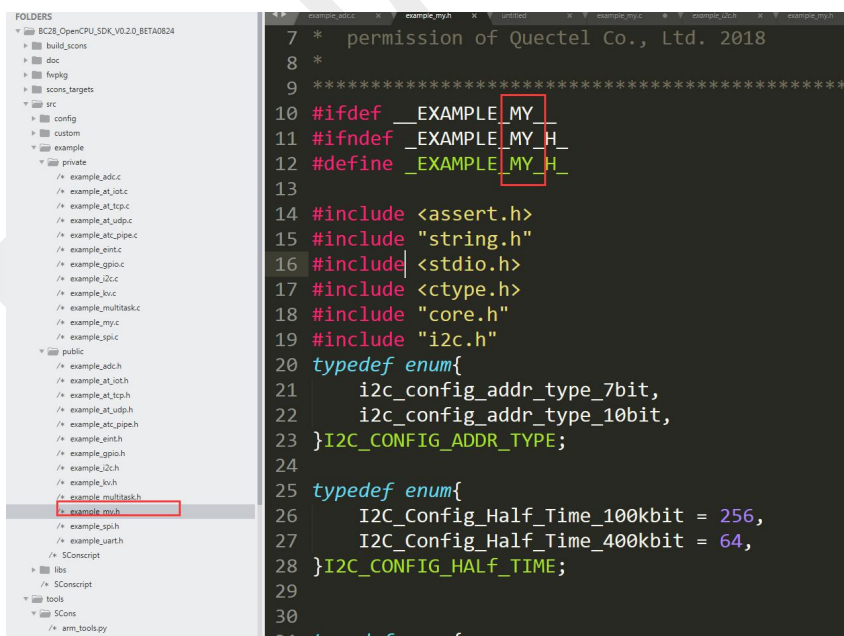 FOLDERS
BC28_OpenCPU_SDK_V0.2.0_BETA0824
build_scons
doc
fwpkg
scons_targets
src
config
custom
example
private
/* example_adc.c
/* example_at_iot.c
/* example_at_tcp.c
/* example_at_udp.c
/* example_atc_pipe.c
/* example_eint.c
/* example_gpio.c
/* example_i2c.c
/* example_kv.c
/* example_multitask.c
/* example_my.c
/* example_spi.c
public
/* example_adc.h
/* example_at_iot.h
/* example_at_tcp.h
/* example_at_udp.h
/* example_atc_pipe.h
/* example_eint.h
/* example_gpio.h
/* example_i2c.h
/* example_kv.h
/* example_multitask.h
/* example_my.h
/* example_spi.h
/* example_uart.h
/* SConscript
libs
/* SConscript
tools
SCons
/* arm_tools.py
example_adc.c x example_my.h x untitled x example_my.c example_i2c.h x example_my.h
7 * permission of Quectel Co., Ltd. 2018
8 *
9 **********************************************
10 #ifdef __EXAMPLE_MY__
11 #ifndef _EXAMPLE_MY_H_
12 #define _EXAMPLE_MY_H_
13
14 #include <assert.h>
15 #include "string.h"
16 #include <stdio.h>
17 #include <ctype.h>
18 #include "core.h"
19 #include "i2c.h"
20 typedef enum{
21 i2c_config_addr_type_7bit,
22 i2c_config_addr_type_10bit,
23 }I2C_CONFIG_ADDR_TYPE;
24
25 typedef enum{
26 I2C_Config_Half_Time_100kbit = 256,
27 I2C_Config_Half_Time_400kbit = 64,
28 }I2C_CONFIG_HALf_TIME;
29
30